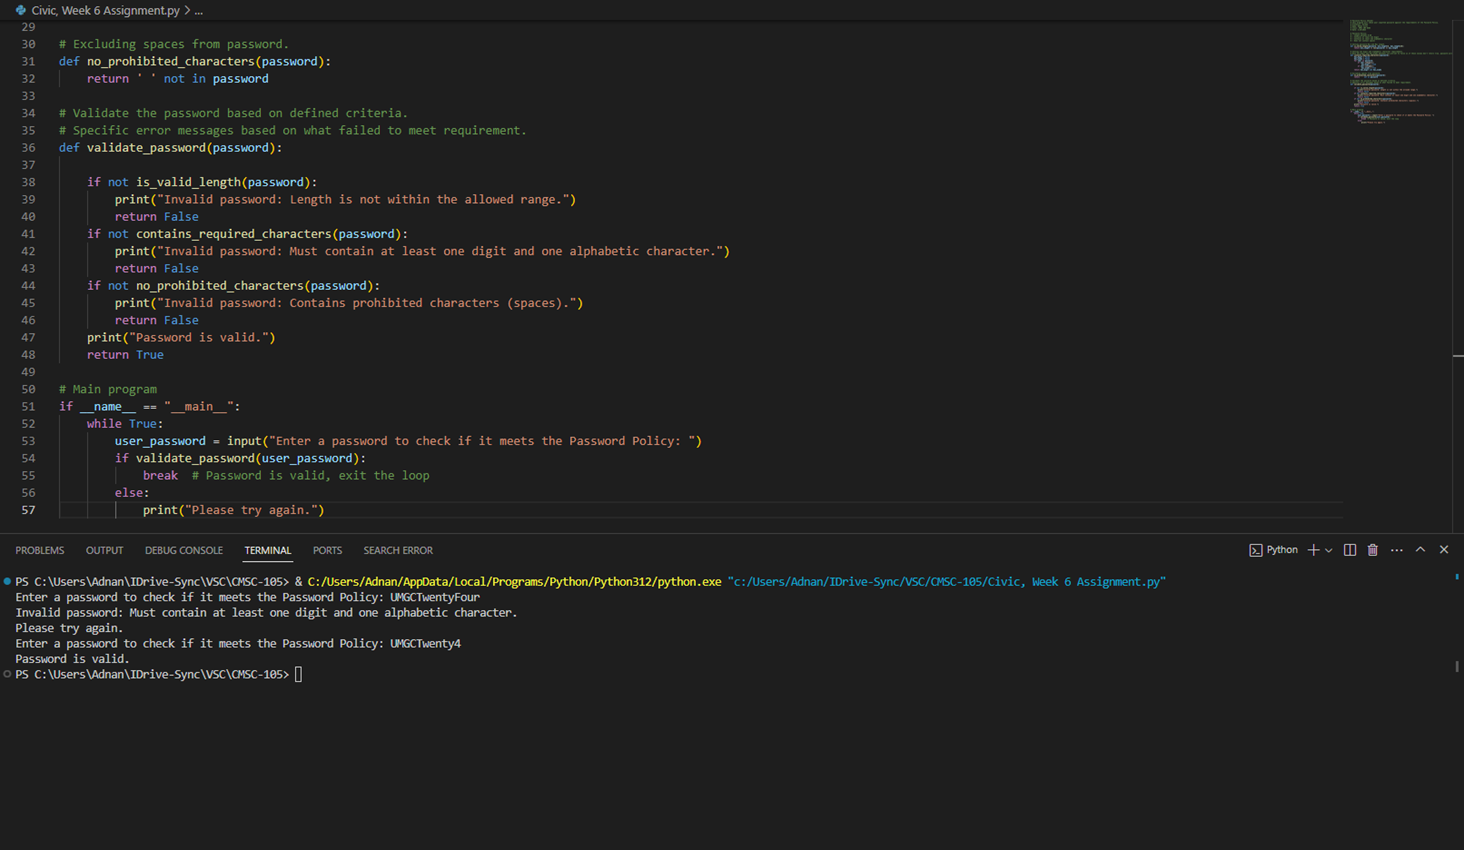 Civic, Week 6 Assignment.py > ...
29
30 # Excluding spaces from password.
31 def no_prohibited_characters(password):
32     return ' ' not in password
33
34 # Validate the password based on defined criteria.
35 # Specific error messages based on what failed to meet requirement.
36 def validate_password(password):
37
38     if not is_valid_length(password):
39         print("Invalid password: Length is not within the allowed range.")
40         return False
41     if not contains_required_characters(password):
42         print("Invalid password: Must contain at least one digit and one alphabetic character.")
43         return False
44     if not no_prohibited_characters(password):
45         print("Invalid password: Contains prohibited characters (spaces).")
46         return False
47     print("Password is valid.")
48     return True
49
50 # Main program
51 if __name__ == "__main__":
52     while True:
53         user_password = input("Enter a password to check if it meets the Password Policy: ")
54         if validate_password(user_password):
55             break  # Password is valid, exit the loop
56         else:
57             print("Please try again.")
PROBLEMS OUTPUT DEBUG CONSOLE TERMINAL PORTS SEARCH ERROR Python
PS C:\Users\Adnan\IDrive-Sync\VSC\CMSC-105> & C:/Users/Adnan/AppData/Local/Programs/Python/Python312/python.exe "c:/Users/Adnan/IDrive-Sync/VSC/CMSC-105/Civic, Week 6 Assignment.py"
Enter a password to check if it meets the Password Policy: UMGCTwentyFour
Invalid password: Must contain at least one digit and one alphabetic character.
Please try again.
Enter a password to check if it meets the Password Policy: UMGCTwenty4
Password is valid.
PS C:\Users\Adnan\IDrive-Sync\VSC\CMSC-105>